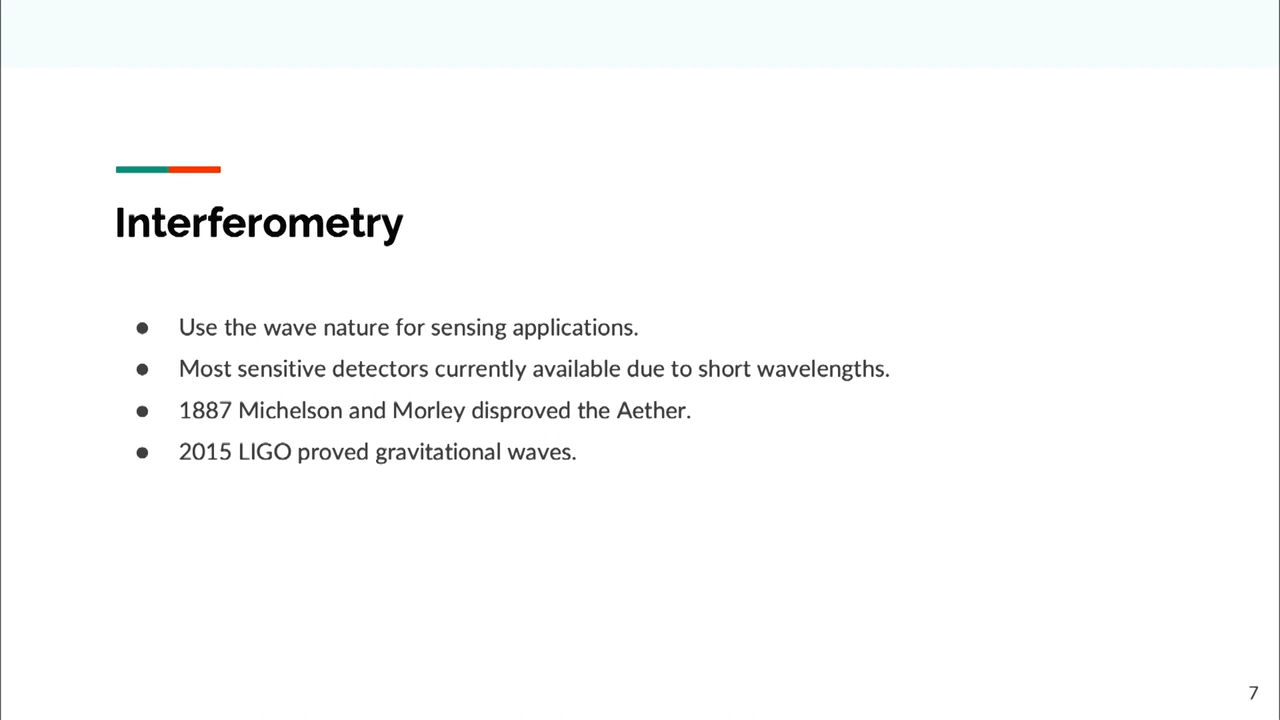 Interferometry
● Use the wave nature for sensing applications.
● Most sensitive detectors currently available due to short wavelengths.
● 1887 Michelson and Morley disproved the Aether.
● 2015 LIGO proved gravitational waves.
7